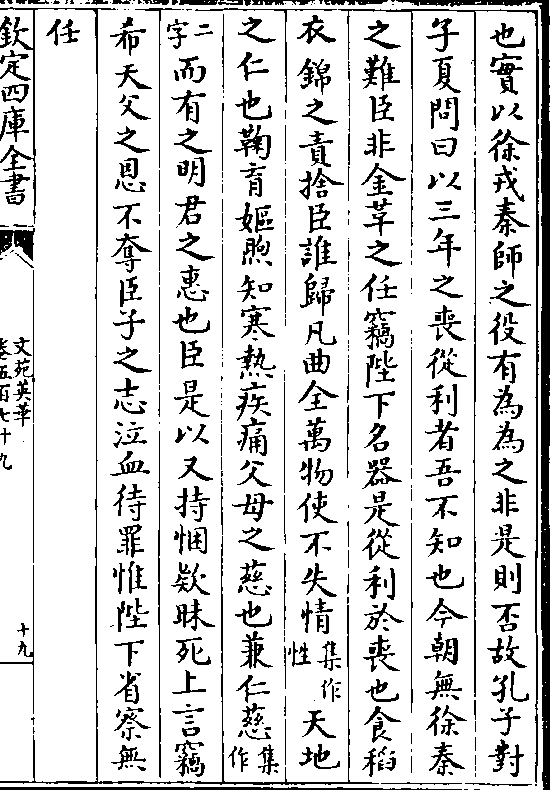 也實以徐戎秦師之役有為為之非是則否故孔子對
子夏問曰以三年之喪從利者吾不知也今朝無徐秦
之難臣非金革之任竊陛下名器是從利於喪也食稻
衣錦之責捨臣誰歸凡曲全萬物使不失情集作性天地
之仁也鞠育嫗煦知寒熱疾痛父母之慈也兼仁慈集作
二字而有之明君之惠也臣是以又持悃欵昧死上言竊
希天父之恩不奪臣子之志泣血待罪惟陛下省察無
任
欽定四庫全書
文苑英華
卷五百七十九
十九